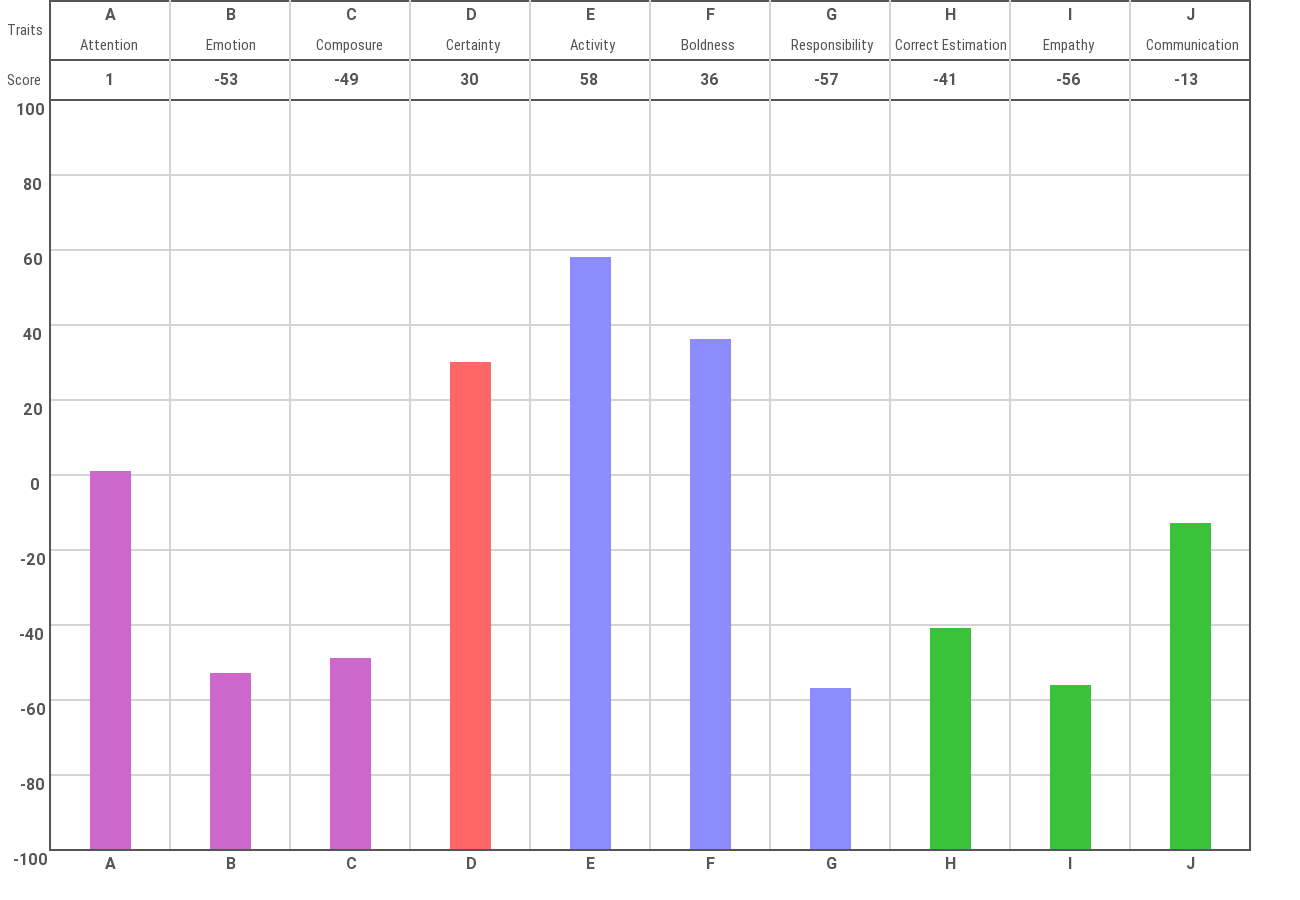 A B C D E F G H I J
Traits
Attention Emotion Composure Certainty Activity Boldness Responsibility Correct Estimation Empathy Communication
Score 1 -53 -49 30 58 36 -57 -41 -56 -13
100
80
60
40
20
0
-20
-40
-60
-80
-100
A B C D E F G H I J